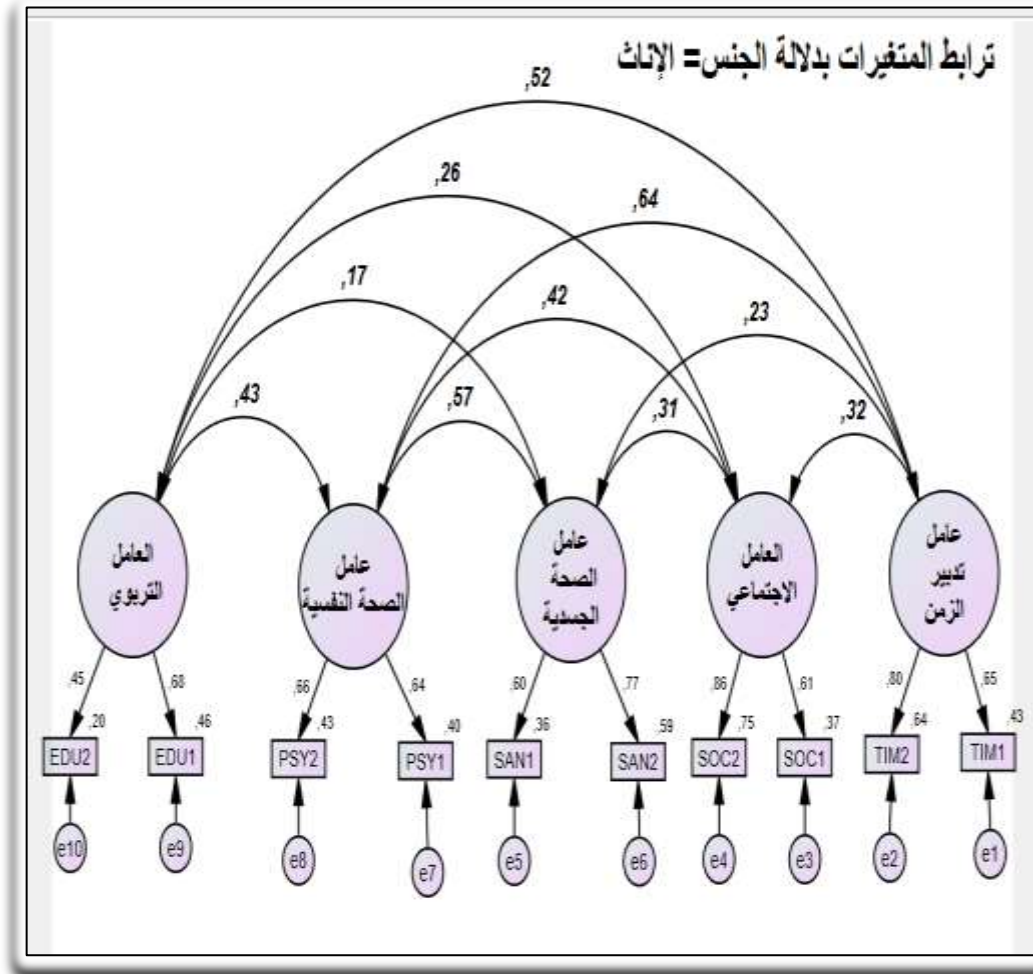 ترابط المتغيرات بدلالة الجنس= الإناث
,52
,26
,64
,17
,42
,23
,43
,57
,31
,32
العامل
التربوي
عامل
الصحة النفسية
عامل
الصحة
الجسدية
العامل
الاجتماعي
عامل
تدبير
الزمن
,45 ,68 ,66 ,64 ,60 ,77 ,86 ,61 ,80 ,65
,20 ,46 ,43 ,40 ,36 ,59 ,75 ,37 ,64 ,43
EDU2 EDU1 PSY2 PSY1 SAN1 SAN2 SOC2 SOC1 TIM2 TIM1
e10 e9 e8 e7 e5 e6 e4 e3 e2 e1